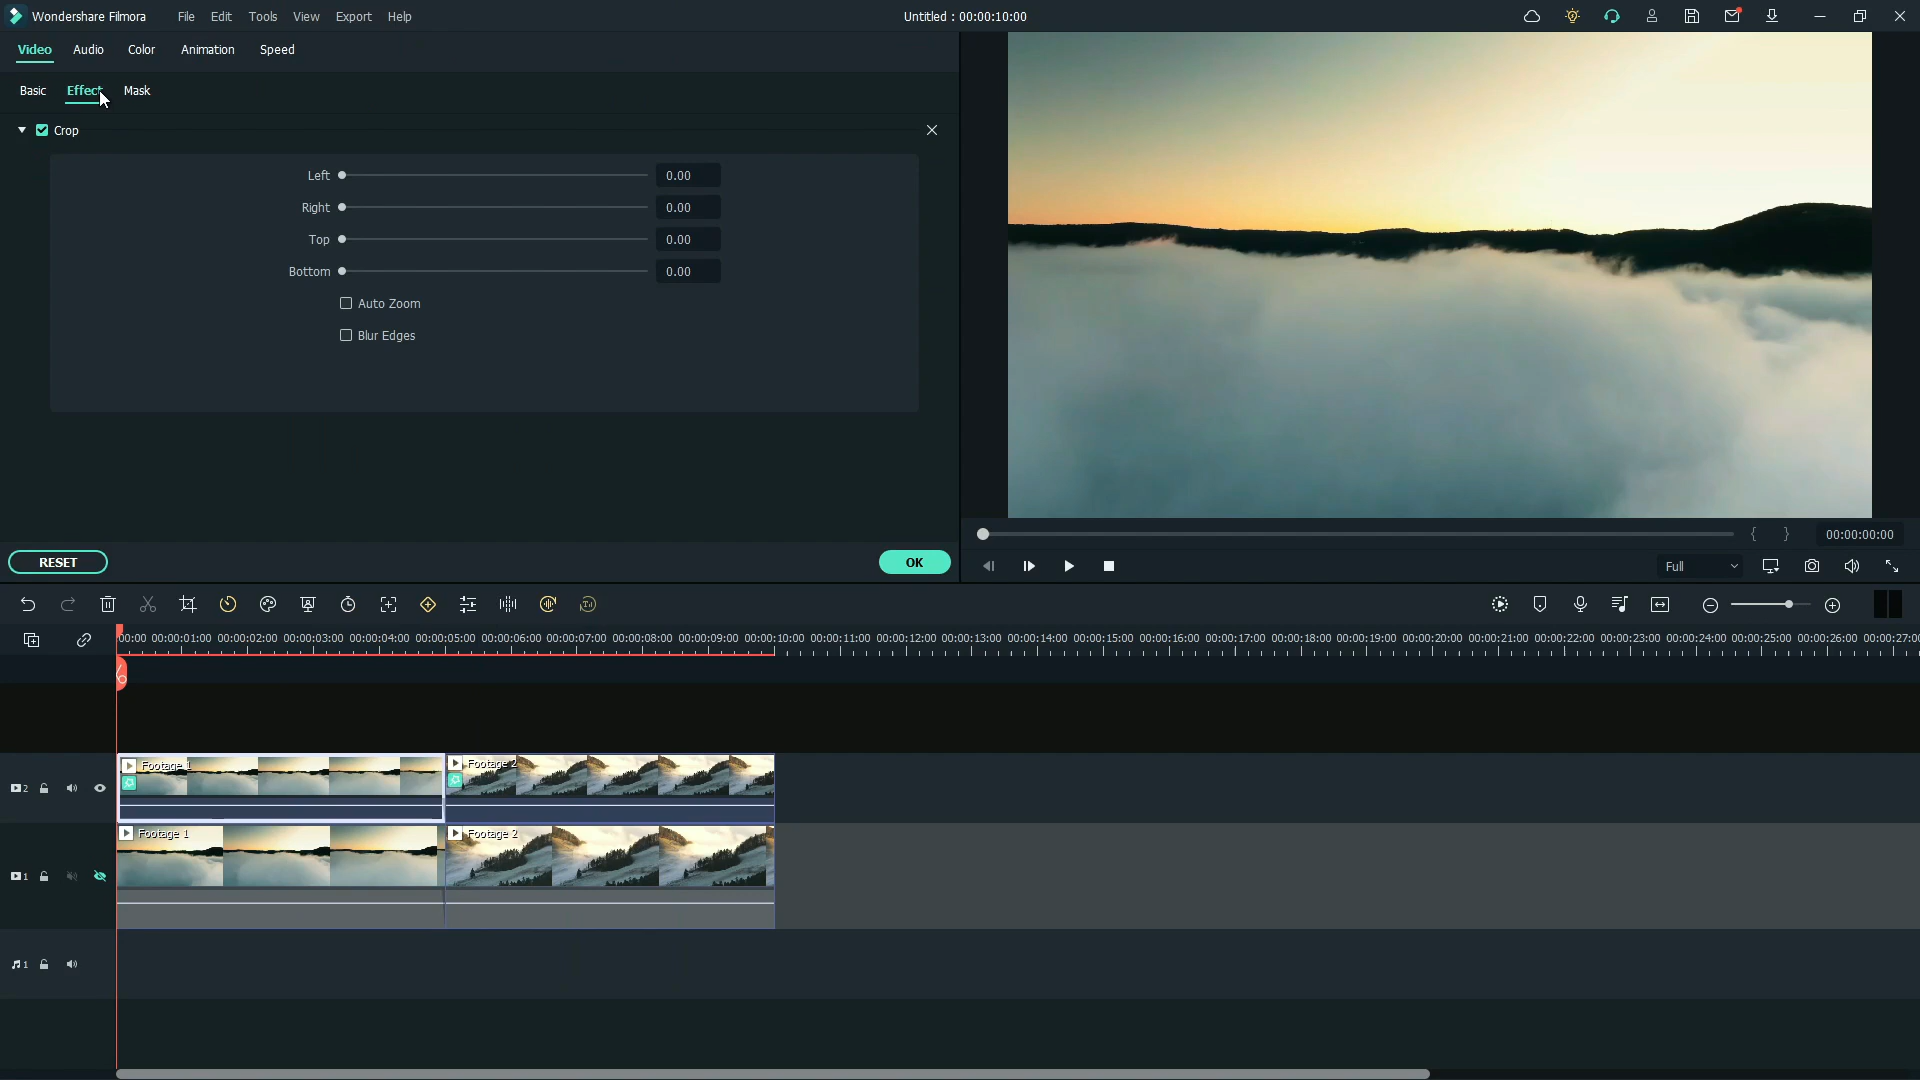 Wondershare Filmora File Edit Tools View Export Help Untitled : 00:00:10:00
Video Audio Color Animation Speed
Basic Effect Mask
Crop
Left 0.00
Right 0.00
Top 0.00
Bottom 0.00
Auto Zoom
Blur Edges
{ } 00:00:00:00
RESET OK Full
00:00 00:00:01:00 00:00:02:00 00:00:03:00 00:00:04:00 00:00:05:00 00:00:06:00 00:00:07:00 00:00:08:00 00:00:09:00 00:00:10:00 00:00:11:00 00:00:12:00 00:00:13:00 00:00:14:00 00:00:15:00 00:00:16:00 00:00:17:00 00:00:18:00 00:00:19:00 00:00:20:00 00:00:21:00 00:00:22:00 00:00:23:00 00:00:24:00 00:00:25:00 00:00:26:00 00:00:27:0
2 Footage 1 Footage 2
1 Footage 1 Footage 2
1